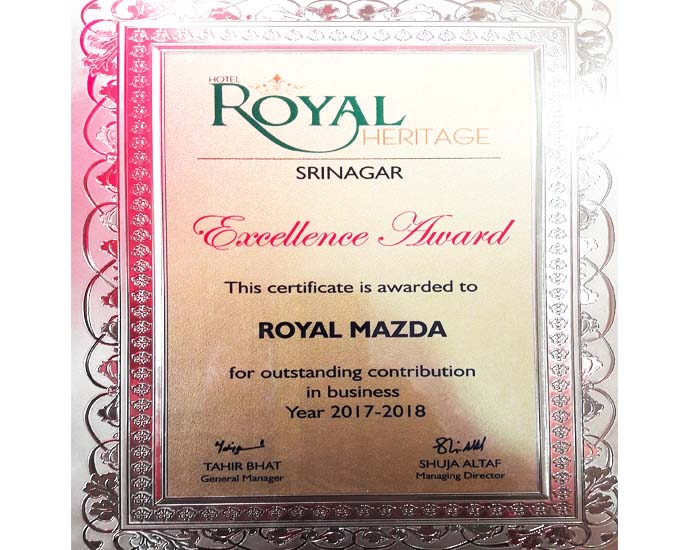 HOTEL
ROYAL
HERITAGE
SRINAGAR
Excellence Award
This certificate is awarded to
ROYAL MAZDA
for outstanding contribution
in business
Year 2017-2018
TAHIR BHAT
General Manager
SHUJA ALTAF
Managing Director